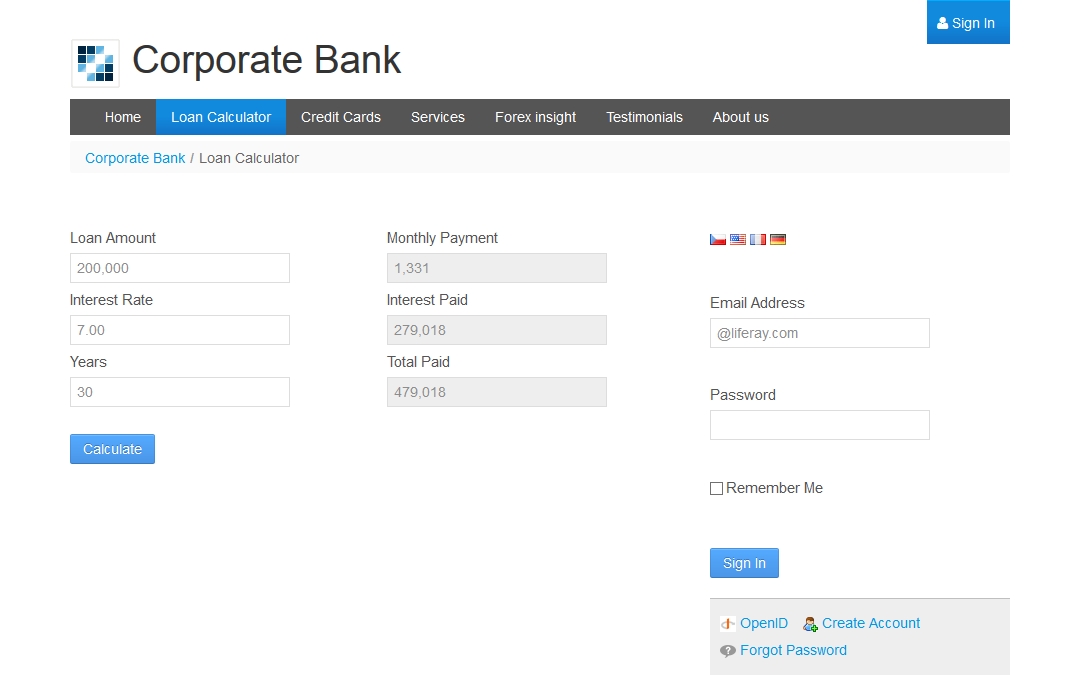 Sign In
Corporate Bank
Home Loan Calculator Credit Cards Services Forex insight Testimonials About us
Corporate Bank / Loan Calculator
Loan Amount
200,000
Interest Rate
7.00
Years
30
Calculate
Monthly Payment
1,331
Interest Paid
279,018
Total Paid
479,018
Email Address
@liferay.com
Password
Remember Me
Sign In
OpenID Create Account
Forgot Password